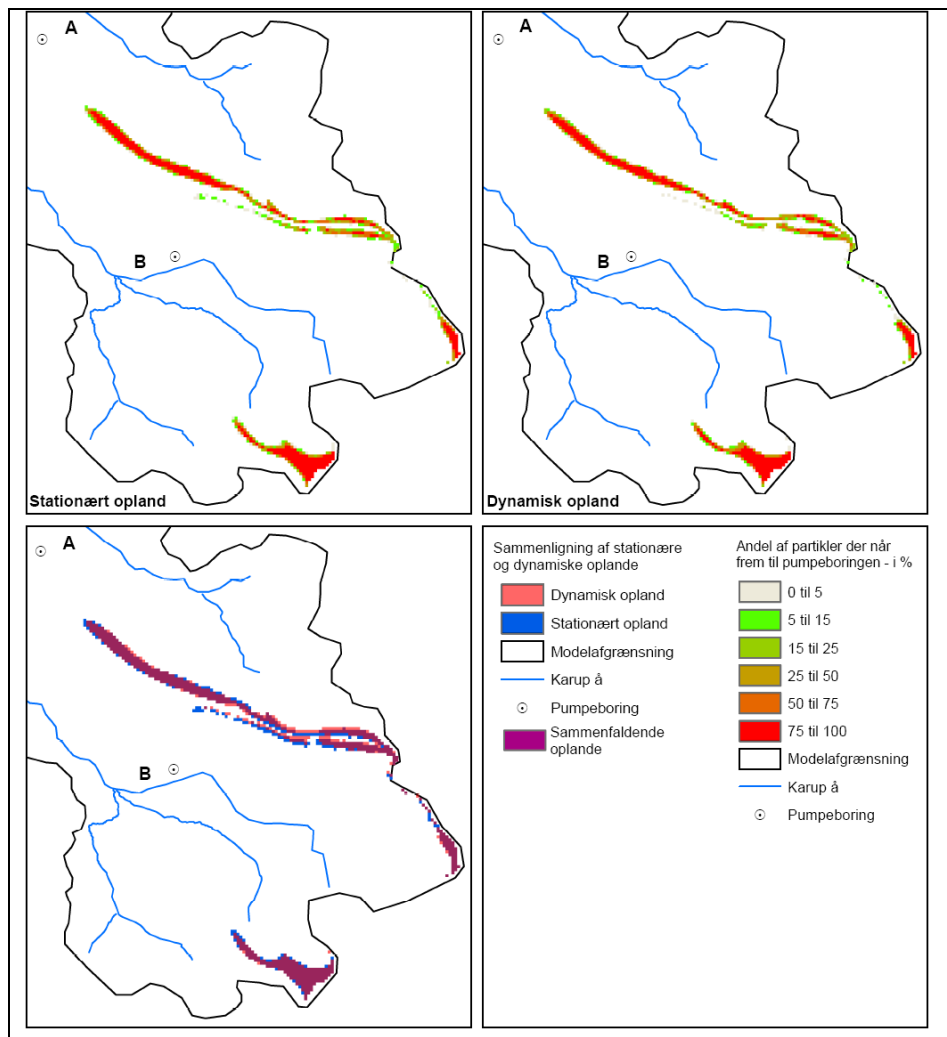 A
B
Stationært opland
A
B
Dynamisk opland
A
B
Sammenligning af stationære
og dynamiske oplande
Dynamisk opland
Stationært opland
Modelafgrænsning
Karup å
Pumpeboring
Sammenfaldende
oplande
Andel af partikler der når
frem til pumpeboringen - i %
0 til 5
5 til 15
15 til 25
25 til 50
50 til 75
75 til 100
Modelafgrænsning
Karup å
Pumpeboring